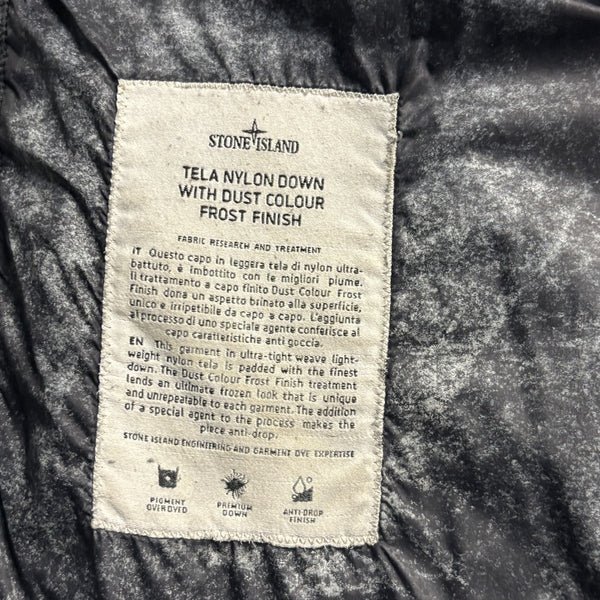 STONE ISLAND
TELA NYLON DOWN
WITH DUST COLOUR
FROST FINISH
FABRIC RESEARCH AND TREATMENT
IT Questo capo in leggera tela di nylon ultra-
battuto, è imbottito con le migliori piume.
Il trattamento a capo finito Dust Colour Frost
Finish dona un aspetto brinato alla superficie,
unico e irripetibile da capo a capo. L'aggiunta
al processo di uno speciale agente conferisce al
capo caratteristiche anti goccia.
EN This garment in ultra-tight weave light-
weight nylon tela is padded with the finest
down. The Dust Colour Frost Finish treatment
lends an ultimate frozen look that is unique
and unrepeatable to each garment. The addition
of a special agent to the process makes the
piece anti-drop.
STONE ISLAND ENGINEERING AND GARMENT DYE EXPERTISE
PIGMENT
OVERDYED
PREMIUM
DOWN
ANTI-DROP
FINISH